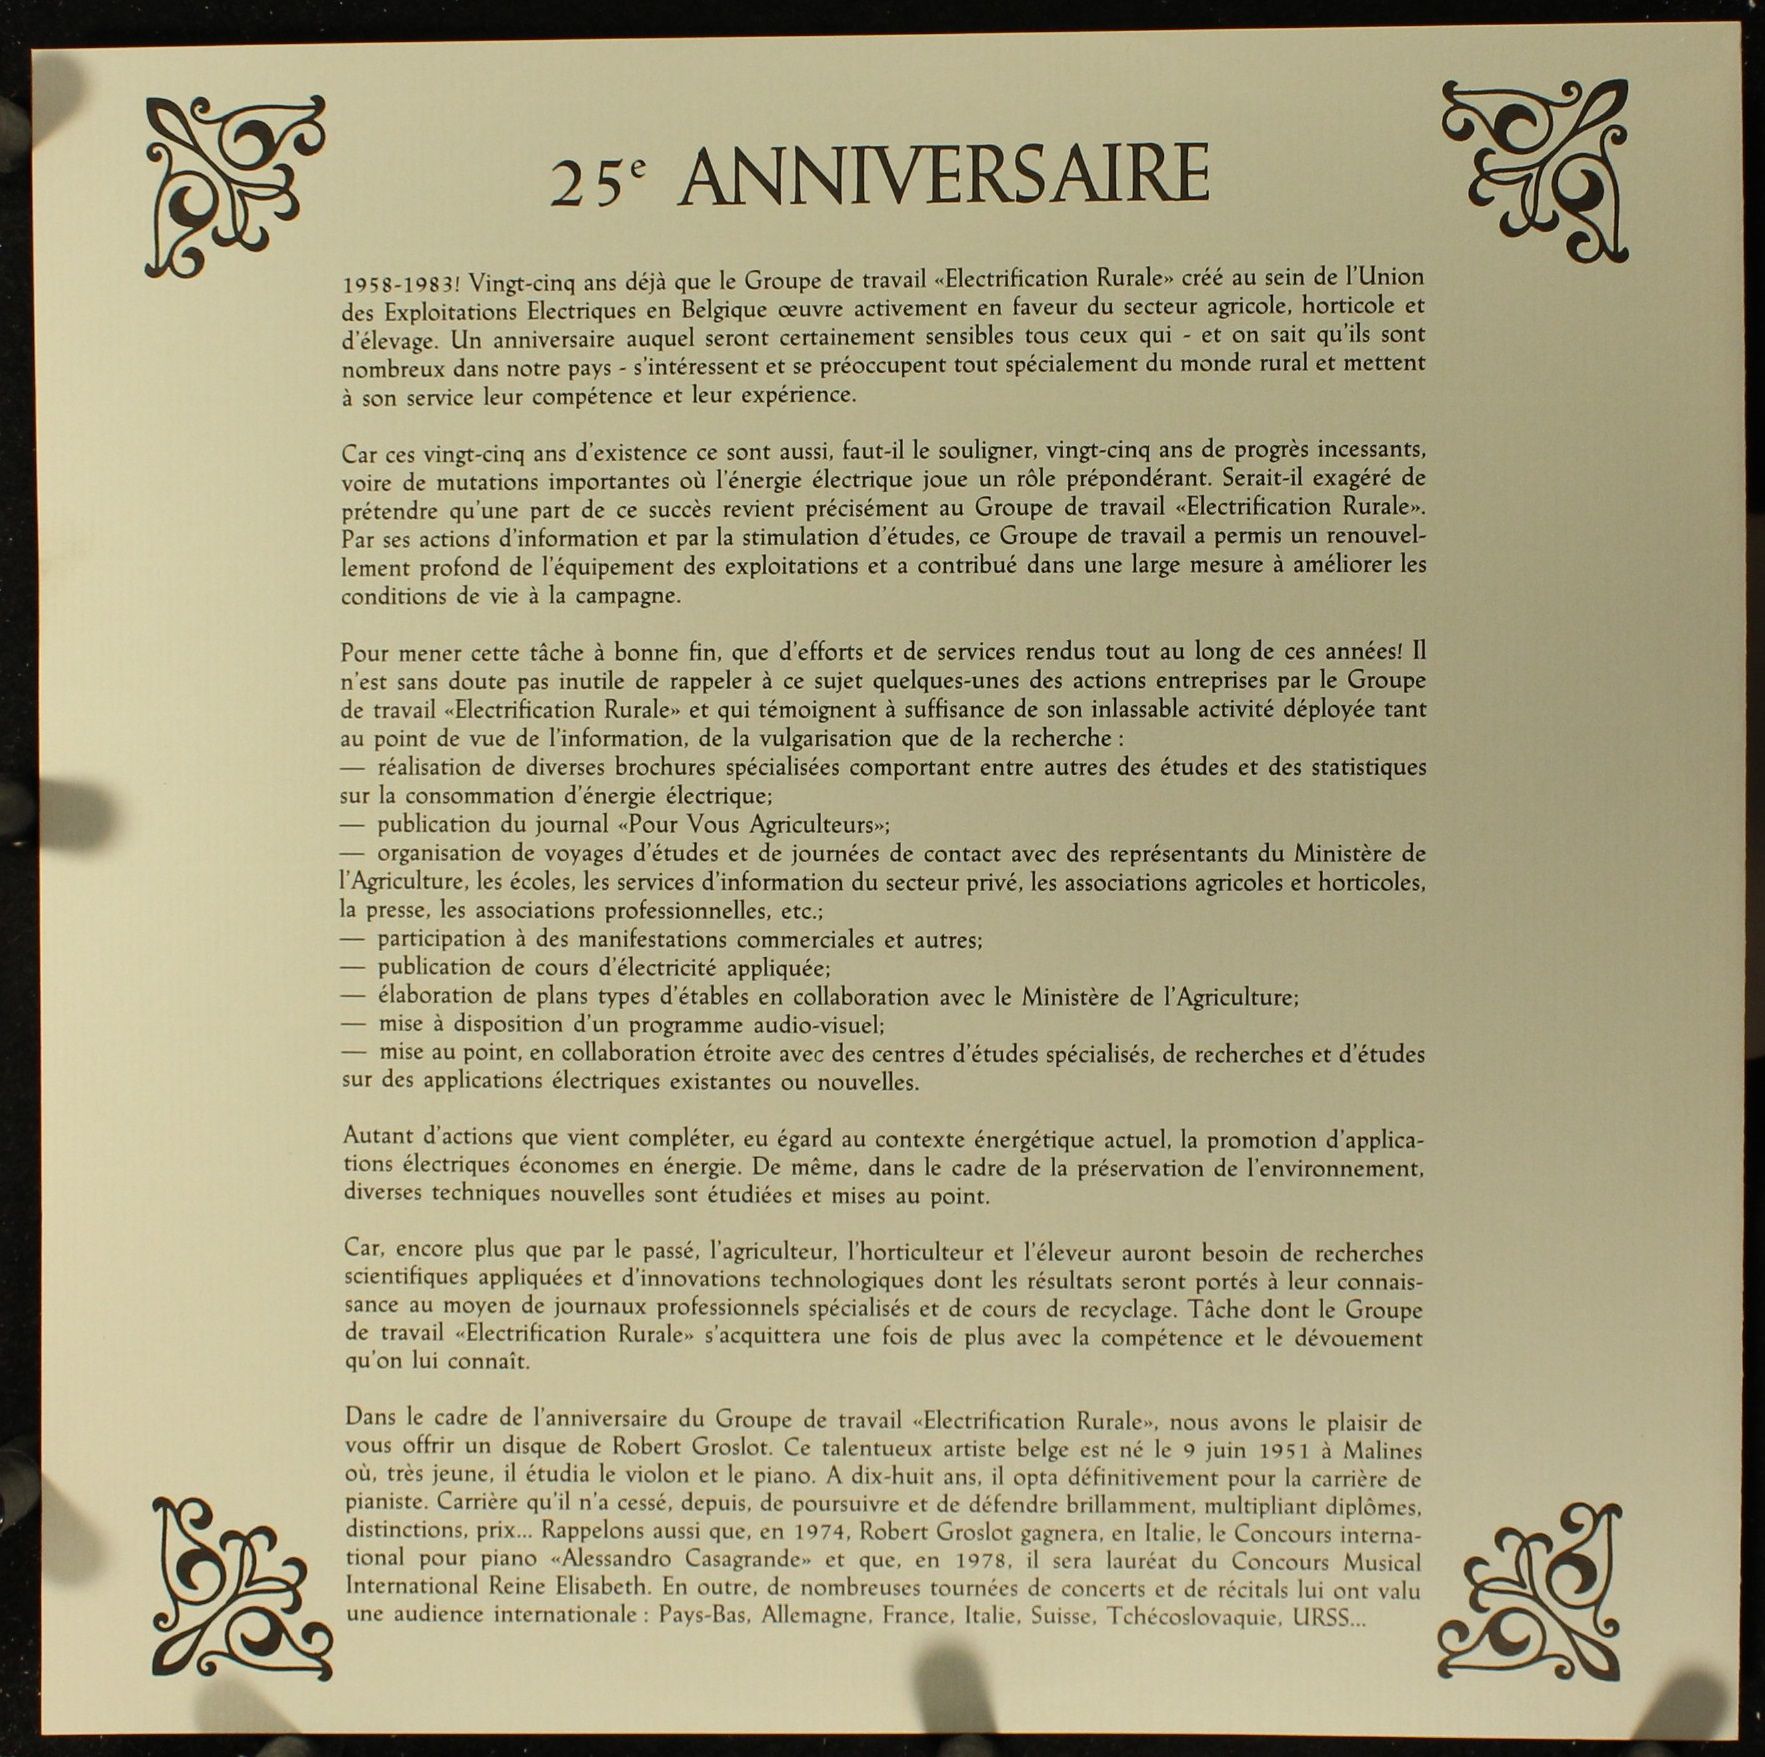 25e ANNIVERSAIRE
1958-1983! Vingt-cinq ans déjà que le Groupe de travail «Electrification Rurale» créé au sein de l'Union
des Exploitations Electriques en Belgique œuvre activement en faveur du secteur agricole, horticole et
d'élevage. Un anniversaire auquel seront certainement sensibles tous ceux qui - et on sait qu'ils sont
nombreux dans notre pays - s'intéressent et se préoccupent tout spécialement du monde rural et mettent
à son service leur compétence et leur expérience.
Car ces vingt-cinq ans d'existence ce sont aussi, faut-il le souligner, vingt-cinq ans de progrès incessants,
voire de mutations importantes où l'énergie électrique joue un rôle prépondérant. Serait-il exagéré de
prétendre qu'une part de ce succès revient précisément au Groupe de travail «Electrification Rurale».
Par ses actions d'information et par la stimulation d'études, ce Groupe de travail a permis un renouvel-
lement profond de l'équipement des exploitations et a contribué dans une large mesure à améliorer les
conditions de vie à la campagne.
Pour mener cette tâche à bonne fin, que d'efforts et de services rendus tout au long de ces années! Il
n'est sans doute pas inutile de rappeler à ce sujet quelques-unes des actions entreprises par le Groupe
de travail «Electrification Rurale» et qui témoignent à suffisance de son inlassable activité déployée tant
au point de vue de l'information, de la vulgarisation que de la recherche :
— réalisation de diverses brochures spécialisées comportant entre autres des études et des statistiques
sur la consommation d'énergie électrique;
— publication du journal «Pour Vous Agriculteurs»;
— organisation de voyages d'études et de journées de contact avec des représentants du Ministère de
l'Agriculture, les écoles, les services d'information du secteur privé, les associations agricoles et horticoles,
la presse, les associations professionnelles, etc.;
— participation à des manifestations commerciales et autres;
— publication de cours d'électricité appliquée;
— élaboration de plans types d'étables en collaboration avec le Ministère de l'Agriculture;
— mise à disposition d'un programme audio-visuel;
— mise au point, en collaboration étroite avec des centres d'études spécialisés, de recherches et d'études
sur des applications électriques existantes ou nouvelles.
Autant d'actions que vient compléter, eu égard au contexte énergétique actuel, la promotion d'applica-
tions électriques économes en énergie. De même, dans le cadre de la préservation de l'environnement,
diverses techniques nouvelles sont étudiées et mises au point.
Car, encore plus que par le passé, l'agriculteur, l'horticulteur et l'éleveur auront besoin de recherches
scientifiques appliquées et d'innovations technologiques dont les résultats seront portés à leur connais-
sance au moyen de journaux professionnels spécialisés et de cours de recyclage. Tâche dont le Groupe
de travail «Electrification Rurale» s'acquittera une fois de plus avec la compétence et le dévouement
qu'on lui connaît.
Dans le cadre de l'anniversaire du Groupe de travail «Electrification Rurale», nous avons le plaisir de
vous offrir un disque de Robert Groslot. Ce talentueux artiste belge est né le 9 juin 1951 à Malines
où, très jeune, il étudia le violon et le piano. A dix-huit ans, il opta définitivement pour la carrière de
pianiste. Carrière qu'il n'a cessé, depuis, de poursuivre et de défendre brillamment, multipliant diplômes,
distinctions, prix... Rappelons aussi que, en 1974, Robert Groslot gagnera, en Italie, le Concours interna-
tional pour piano «Alessandro Casagrande» et que, en 1978, il sera lauréat du Concours Musical
International Reine Elisabeth. En outre, de nombreuses tournées de concerts et de récitals lui ont valu
une audience internationale : Pays-Bas, Allemagne, France, Italie, Suisse, Tchécoslovaquie, URSS...